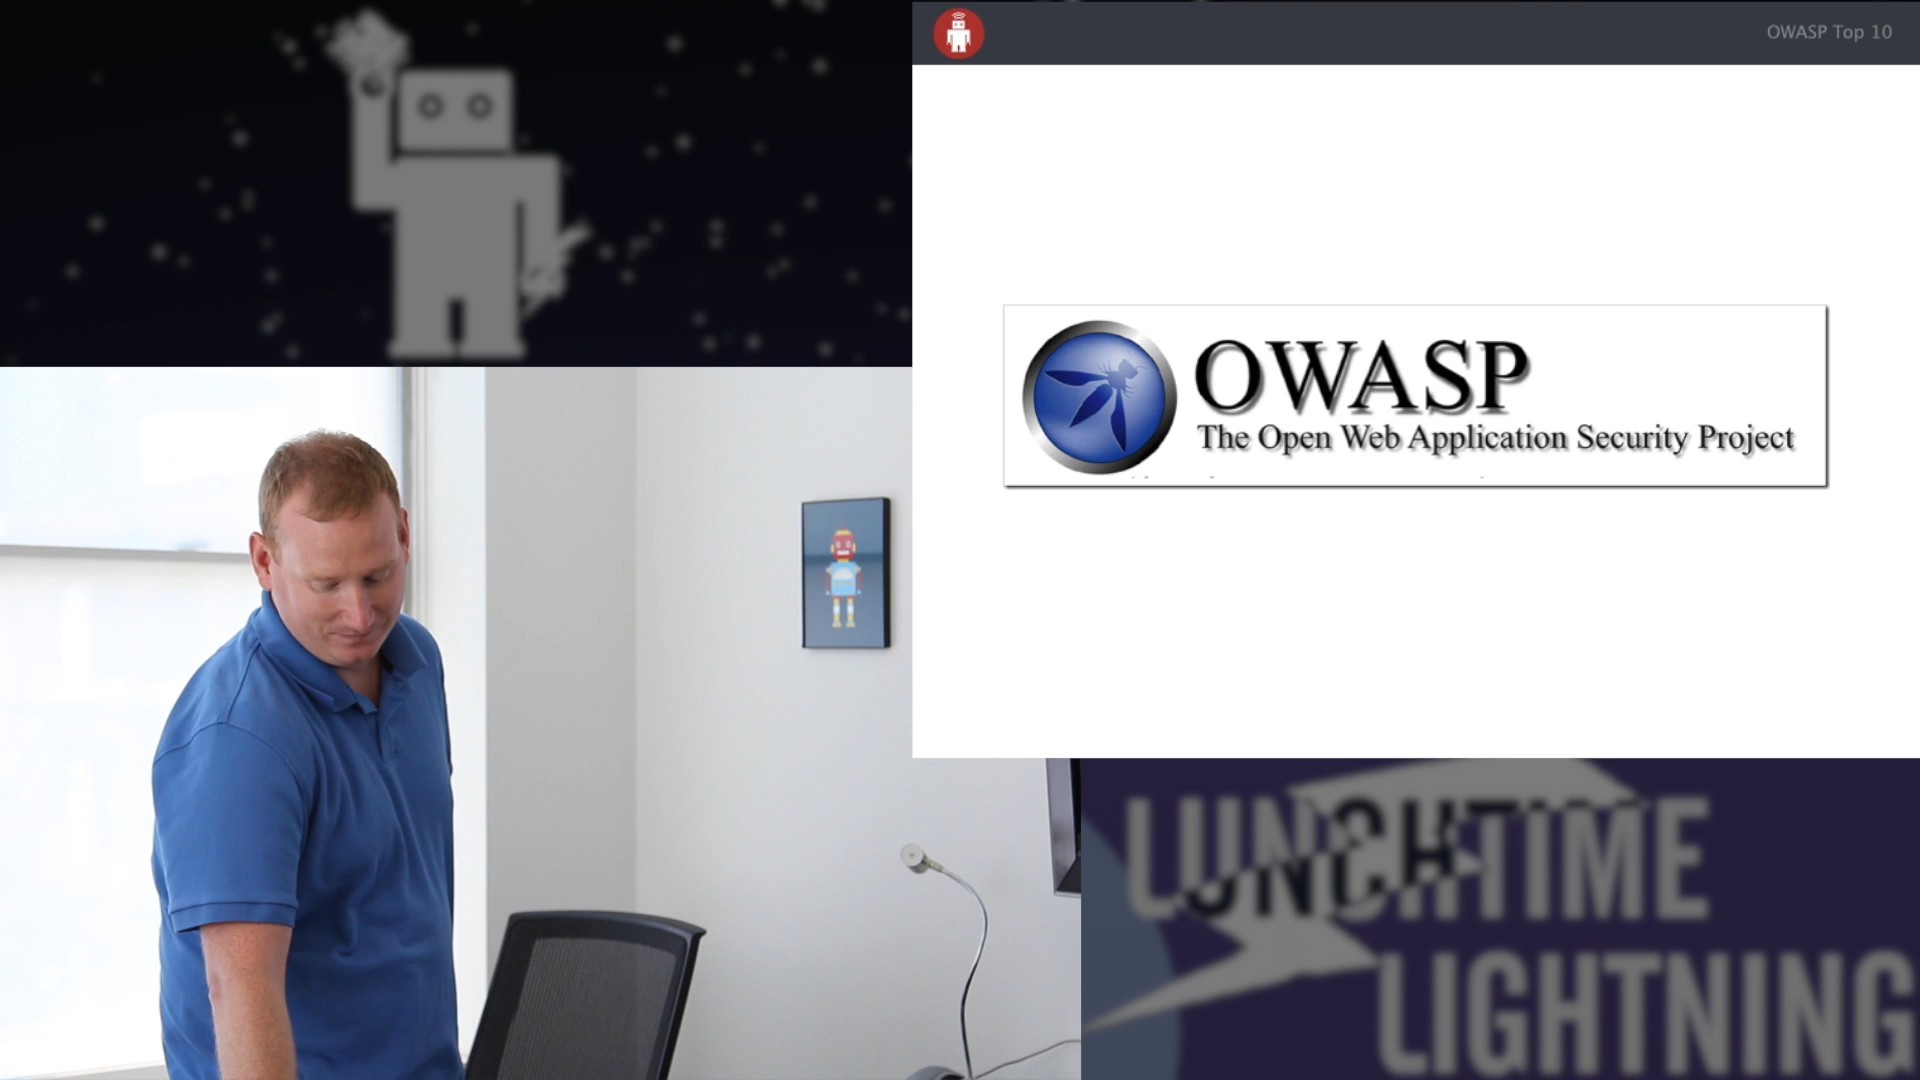 OWASP Top 10
OWASP
The Open Web Application Security Project
LUNCHTIME
LIGHTNING